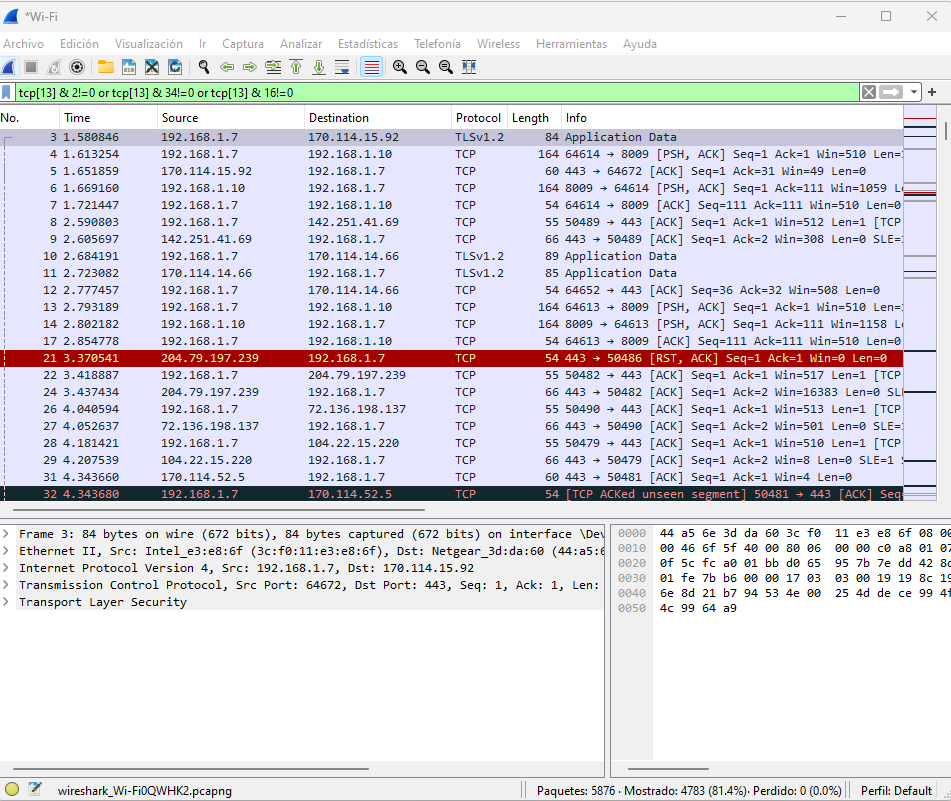 *Wi-Fi
Archivo Edición Visualización Ir Captura Analizar Estadísticas Telefonía Wireless Herramientas Ayuda
tcp[13] & 2!=0 or tcp[13] & 34!=0 or tcp[13] & 16!=0
No. Time Source Destination Protocol Length Info
3 1.580846 192.168.1.7 170.114.15.92 TLSv1.2 84 Application Data
4 1.613254 192.168.1.7 192.168.1.10 TCP 164 64614 → 8009 [PSH, ACK] Seq=1 Ack=1 Win=510 Len=1
5 1.651859 170.114.15.92 192.168.1.7 TCP 60 443 → 64672 [ACK] Seq=1 Ack=31 Win=49 Len=0
6 1.669160 192.168.1.10 192.168.1.7 TCP 164 8009 → 64614 [PSH, ACK] Seq=1 Ack=111 Win=1059 Le
7 1.721447 192.168.1.7 192.168.1.10 TCP 54 64614 → 8009 [ACK] Seq=111 Ack=111 Win=510 Len=0
8 2.590803 192.168.1.7 142.251.41.69 TCP 55 50489 → 443 [ACK] Seq=1 Ack=1 Win=512 Len=1 [TCP
9 2.605697 142.251.41.69 192.168.1.7 TCP 66 443 → 50489 [ACK] Seq=1 Ack=2 Win=308 Len=0 SLE=1
10 2.684191 192.168.1.7 170.114.14.66 TLSv1.2 89 Application Data
11 2.723082 170.114.14.66 192.168.1.7 TLSv1.2 85 Application Data
12 2.777457 192.168.1.7 170.114.14.66 TCP 54 64652 → 443 [ACK] Seq=36 Ack=32 Win=508 Len=0
13 2.793189 192.168.1.7 192.168.1.10 TCP 164 64613 → 8009 [PSH, ACK] Seq=1 Ack=1 Win=510 Len=1
14 2.802182 192.168.1.10 192.168.1.7 TCP 164 8009 → 64613 [PSH, ACK] Seq=1 Ack=111 Win=1158 Le
17 2.854778 192.168.1.7 192.168.1.10 TCP 54 64613 → 8009 [ACK] Seq=111 Ack=111 Win=510 Len=0
21 3.370541 204.79.197.239 192.168.1.7 TCP 54 443 → 50486 [RST, ACK] Seq=1 Ack=1 Win=0 Len=0
22 3.418887 192.168.1.7 204.79.197.239 TCP 55 50482 → 443 [ACK] Seq=1 Ack=1 Win=517 Len=1 [TCP
24 3.437434 204.79.197.239 192.168.1.7 TCP 66 443 → 50482 [ACK] Seq=1 Ack=2 Win=16383 Len=0 SLE
26 4.040594 192.168.1.7 72.136.198.137 TCP 55 50490 → 443 [ACK] Seq=1 Ack=1 Win=513 Len=1 [TCP
27 4.052637 72.136.198.137 192.168.1.7 TCP 66 443 → 50490 [ACK] Seq=1 Ack=2 Win=501 Len=0 SLE=1
28 4.181421 192.168.1.7 104.22.15.220 TCP 55 50479 → 443 [ACK] Seq=1 Ack=1 Win=510 Len=1 [TCP
29 4.207539 104.22.15.220 192.168.1.7 TCP 66 443 → 50479 [ACK] Seq=1 Ack=2 Win=8 Len=0 SLE=1 S
31 4.343660 170.114.52.5 192.168.1.7 TCP 60 443 → 50481 [ACK] Seq=1 Ack=1 Win=4 Len=0
32 4.343680 192.168.1.7 170.114.52.5 TCP 54 [TCP ACKed unseen segment] 50481 → 443 [ACK] Seq=
Frame 3: 84 bytes on wire (672 bits), 84 bytes captured (672 bits) on interface \Dev
Ethernet II, Src: Intel_e3:e8:6f (3c:f0:11:e3:e8:6f), Dst: Netgear_3d:da:60 (44:a5:6
Internet Protocol Version 4, Src: 192.168.1.7, Dst: 170.114.15.92
Transmission Control Protocol, Src Port: 64672, Dst Port: 443, Seq: 1, Ack: 1, Len:
Transport Layer Security
0000 44 a5 6e 3d da 60 3c f0 11 e3 e8 6f 08 00
0010 00 46 6f 5f 40 00 80 06 00 00 c0 a8 01 07
0020 0f 5c fc a0 01 bb d0 65 95 7b 7e dd 42 8d
0030 01 fe 7b b6 00 00 17 03 03 00 19 19 8c 19
0040 6e 8d 21 b7 94 53 4e 00 25 4d de ce 99 4f
0050 4c 99 64 a9
wireshark_Wi-Fi0QWHK2.pcapng Paquetes: 5876 · Mostrado: 4783 (81.4%) · Perdido: 0 (0.0%) Perfil: Default